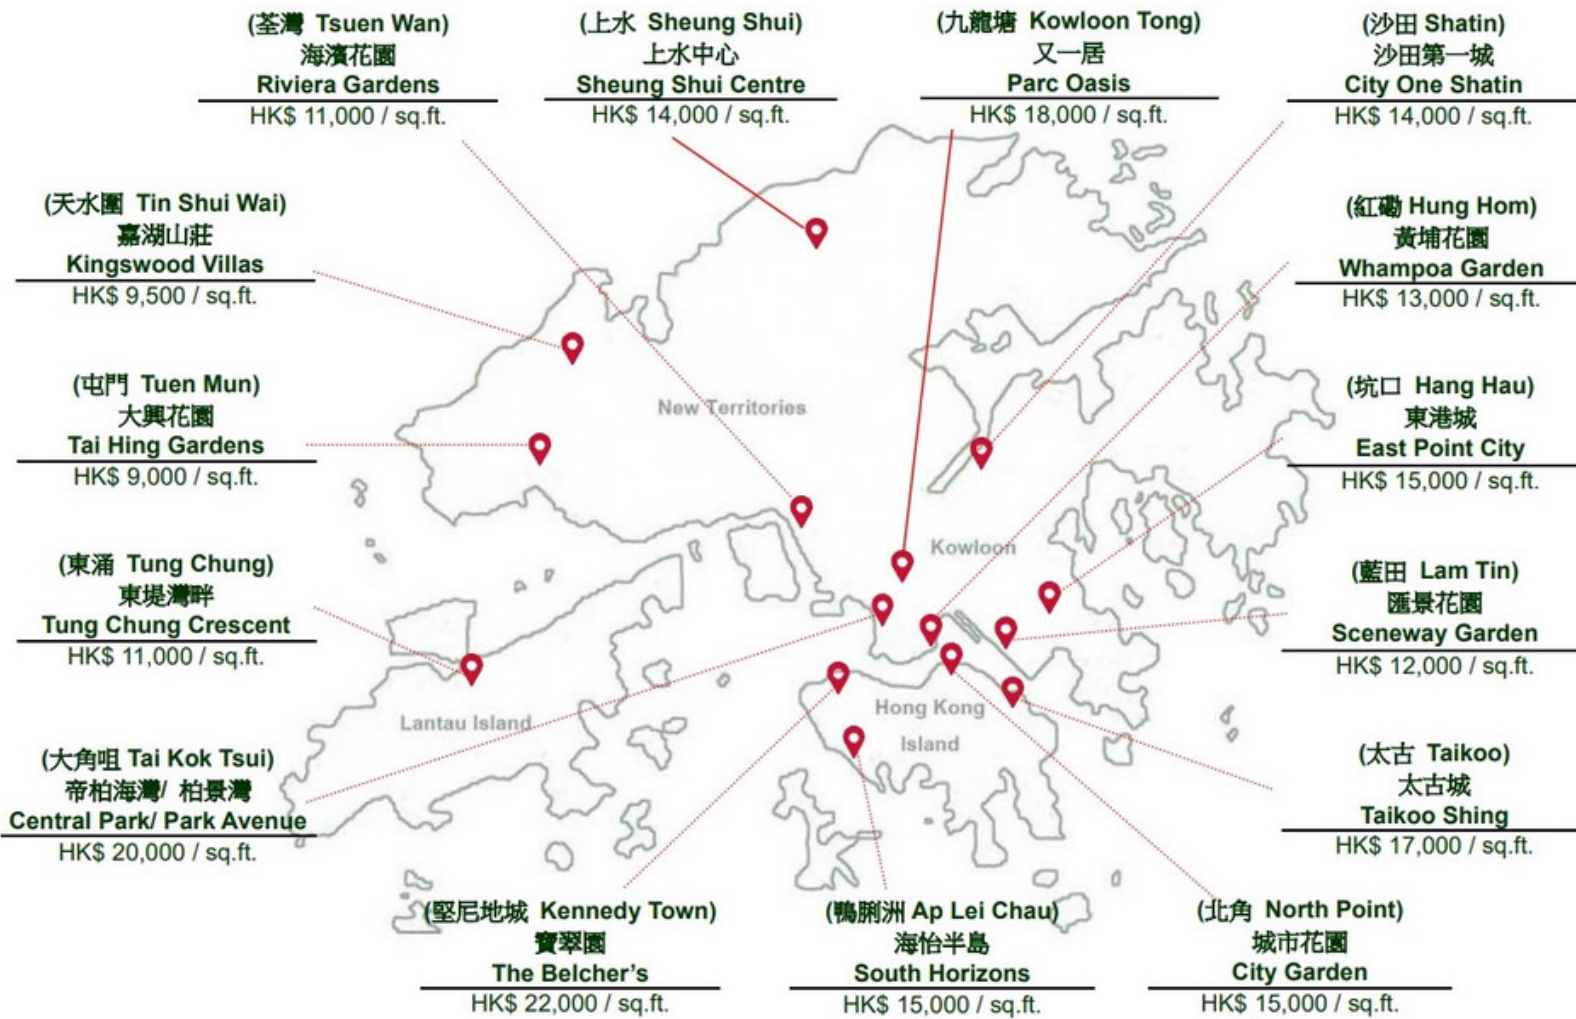 (荃灣 Tsuen Wan)
海濱花園
Riviera Gardens
HK$ 11,000 / sq.ft.
(上水 Sheung Shui)
上水中心
Sheung Shui Centre
HK$ 14,000 / sq.ft.
(九龍塘 Kowloon Tong)
又一居
Parc Oasis
HK$ 18,000 / sq.ft.
(沙田 Shatin)
沙田第一城
City One Shatin
HK$ 14,000 / sq.ft.
(天水圍 Tin Shui Wai)
嘉湖山莊
Kingswood Villas
HK$ 9,500 / sq.ft.
(紅磡 Hung Hom)
黃埔花園
Whampoa Garden
HK$ 13,000 / sq.ft.
(屯門 Tuen Mun)
大興花園
Tai Hing Gardens
HK$ 9,000 / sq.ft.
New Territories
(坑口 Hang Hau)
東港城
East Point City
HK$ 15,000 / sq.ft.
(東涌 Tung Chung)
東堤灣畔
Tung Chung Crescent
HK$ 11,000 / sq.ft.
Kowloon
(藍田 Lam Tin)
匯景花園
Sceneway Garden
HK$ 12,000 / sq.ft.
Lantau Island
Hong Kong
Island
(大角咀 Tai Kok Tsui)
帝柏海灣/ 柏景灣
Central Park/ Park Avenue
HK$ 20,000 / sq.ft.
(太古 Taikoo)
太古城
Taikoo Shing
HK$ 17,000 / sq.ft.
(堅尼地城 Kennedy Town)
寶翠園
The Belcher's
HK$ 22,000 / sq.ft.
(鴨脷洲 Ap Lei Chau)
海怡半島
South Horizons
HK$ 15,000 / sq.ft.
(北角 North Point)
城市花園
City Garden
HK$ 15,000 / sq.ft.